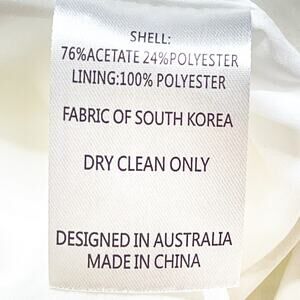 SHELL:
76%ACETATE 24%POLYESTER
LINING:100% POLYESTER
FABRIC OF SOUTH KOREA
DRY CLEAN ONLY
DESIGNED IN AUSTRALIA
MADE IN CHINA